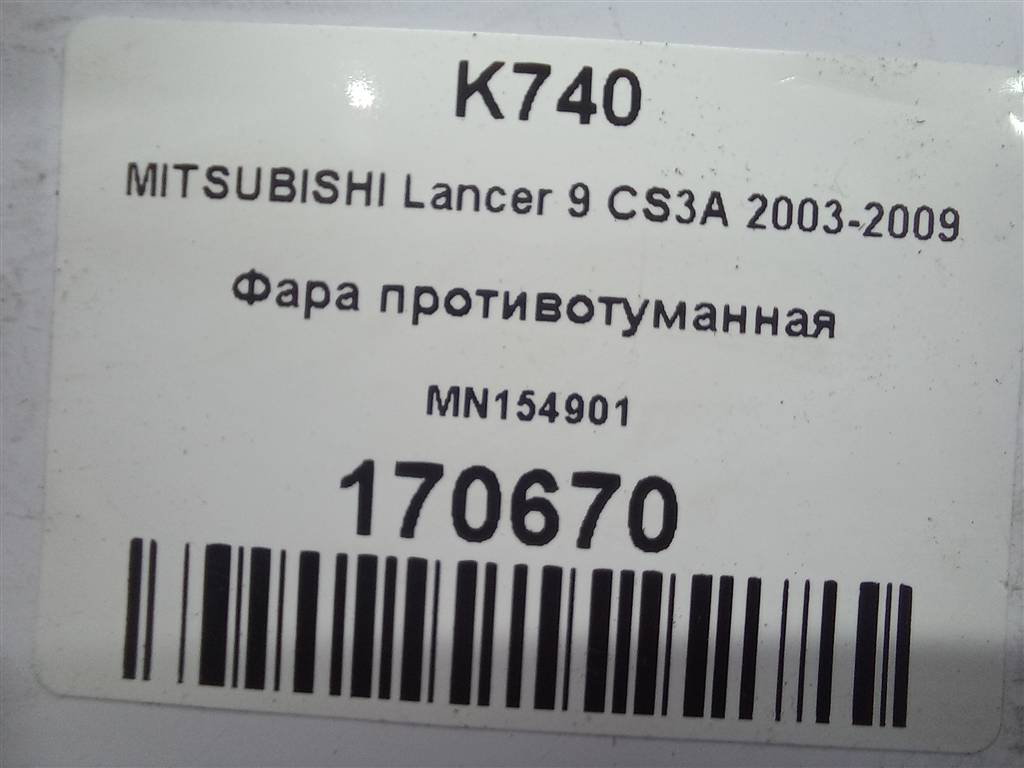 K740
MITSUBISHI Lancer 9 CS3A 2003-2009
Фара противотуманная
MN154901
170670